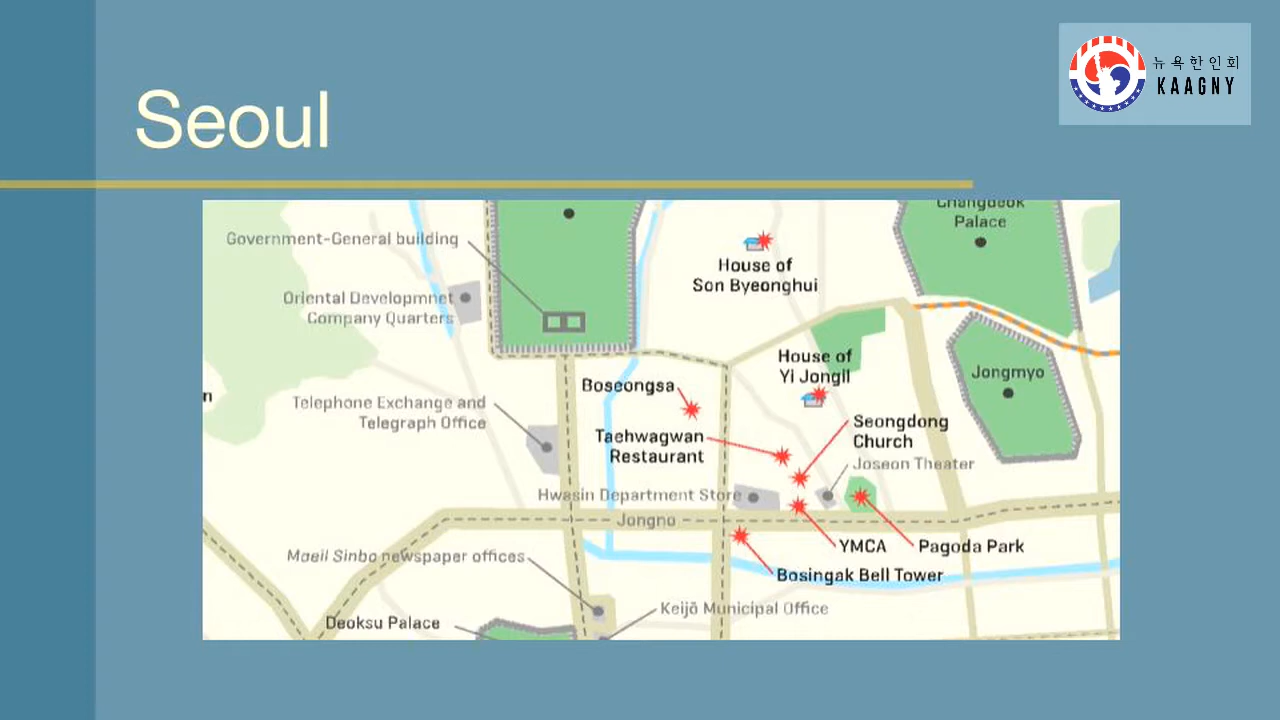 뉴욕한인회
KAAGNY
Seoul
Changdeok
Palace
Government-General building
House of
Son Byeonghui
Oriental Developmnet
Company Quarters
House of
Yi Jongil
Jongmyo
Boseongsa
n
Telephone Exchange and
Telegraph Office
Seongdong
Church
Taehwagwan
Restaurant
Joseon Theater
Hwasin Department Store
Jongno
YMCA
Pagoda Park
Maeil Sinbo newspaper offices
Bosingak Bell Tower
Keijō Municipal Office
Deoksu Palace